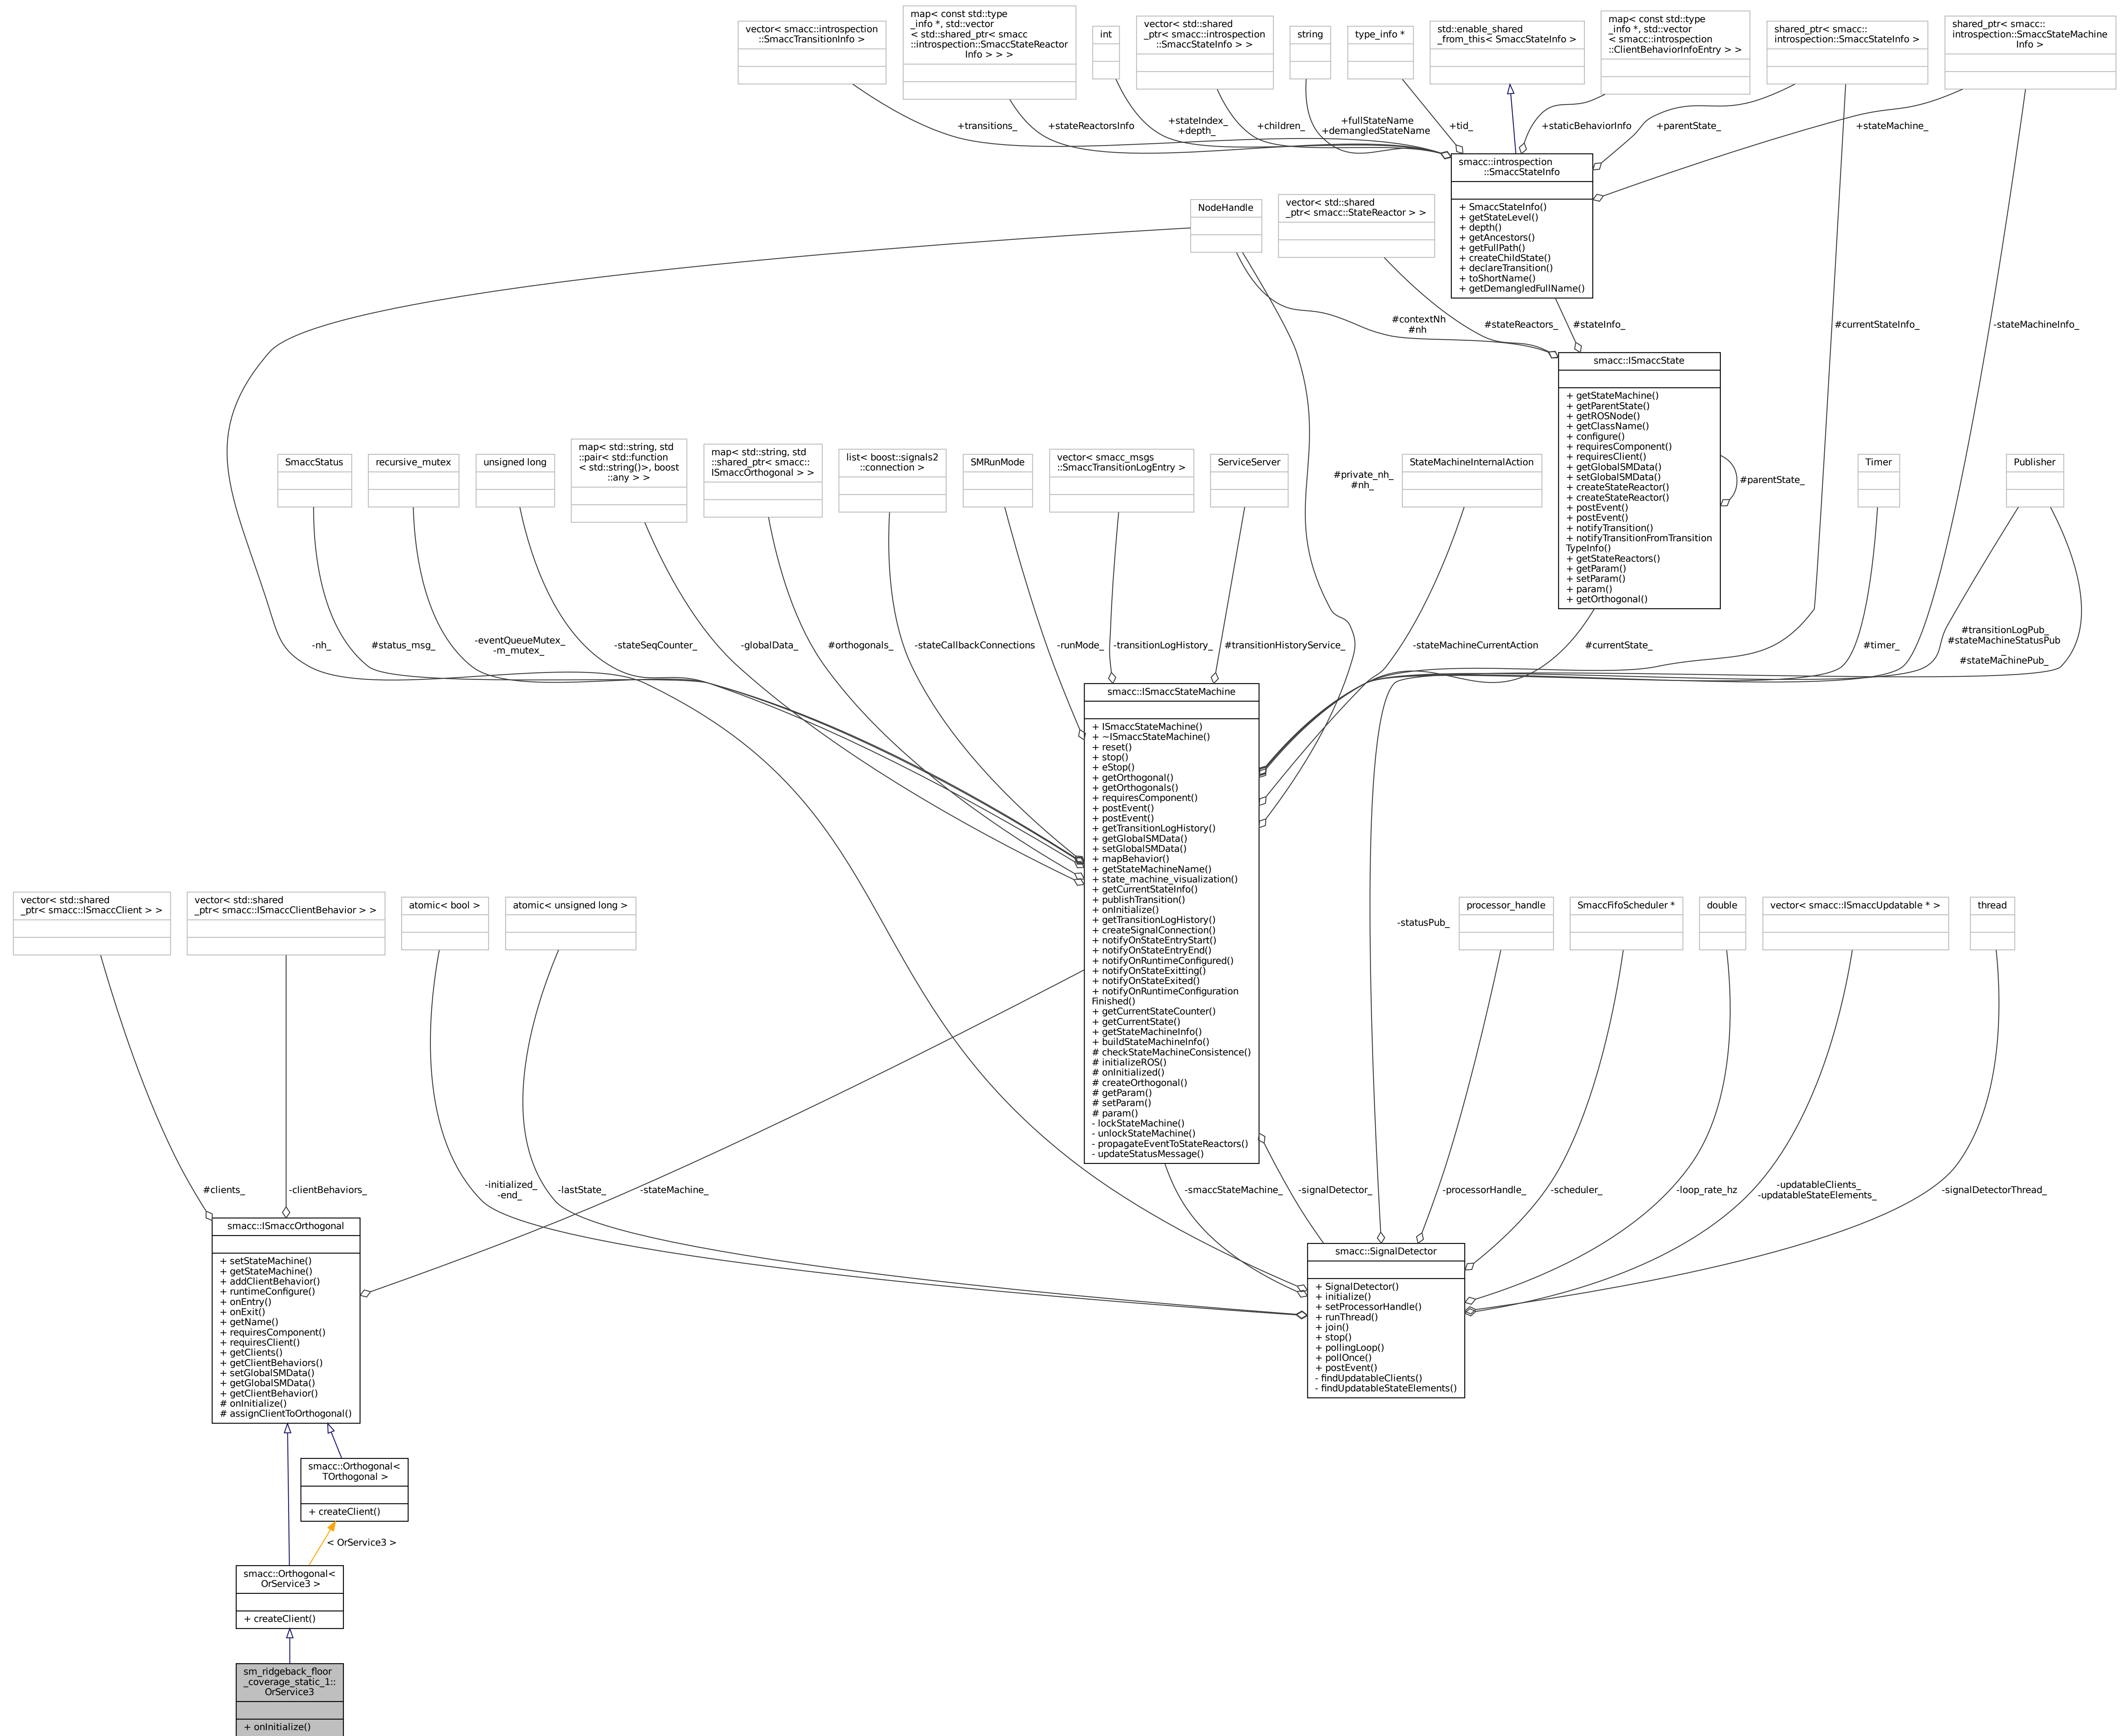 vector< smacc::introspection
::SmaccTransitionInfo >
map< const std::type
_info *, std::vector
< std::shared_ptr< smacc
::introspection::SmaccStateReactor
Info > > >
int
vector< std::shared
_ptr< smacc::introspection
::SmaccStateInfo > >
string
type_info *
std::enable_shared
_from_this< SmaccStateInfo >
map< const std::type
_info *, std::vector
< smacc::introspection
::ClientBehaviorInfoEntry > >
shared_ptr< smacc::
introspection::SmaccStateInfo >
shared_ptr< smacc::
introspection::SmaccStateMachine
Info >
+transitions_
+stateReactorsInfo
+stateIndex_
+depth_
+children_
+fullStateName
+demangledStateName
+tid_
+staticBehaviorInfo
+parentState_
+stateMachine_
smacc::introspection
::SmaccStateInfo
+ SmaccStateInfo()
+ getStateLevel()
+ depth()
+ getAncestors()
+ getFullPath()
+ createChildState()
+ declareTransition()
+ toShortName()
+ getDemangledFullName()
NodeHandle
vector< std::shared
_ptr< smacc::StateReactor > >
#contextNh
#nh
#stateReactors_
#stateInfo_
#currentStateInfo_
-stateMachineInfo_
smacc::ISmaccState
+ getStateMachine()
+ getParentState()
+ getROSNode()
+ getClassName()
+ configure()
+ requiresComponent()
+ requiresClient()
+ getGlobalSMData()
+ setGlobalSMData()
+ createStateReactor()
+ createStateReactor()
+ postEvent()
+ postEvent()
+ notifyTransition()
+ notifyTransitionFromTransition
TypeInfo()
+ getStateReactors()
+ getParam()
+ setParam()
+ param()
+ getOrthogonal()
#parentState_
SmaccStatus
recursive_mutex
unsigned long
map< std::string, std
::pair< std::function
< std::string()>, boost
::any > >
map< std::string, std
::shared_ptr< smacc::
ISmaccOrthogonal > >
list< boost::signals2
::connection >
SMRunMode
vector< smacc_msgs
::SmaccTransitionLogEntry >
ServiceServer
#private_nh_
#nh_
StateMachineInternalAction
Timer
Publisher
-nh_
#status_msg_
-eventQueueMutex_
-m_mutex_
-stateSeqCounter_
-globalData_
#orthogonals_
-stateCallbackConnections
-runMode_
-transitionLogHistory_
#transitionHistoryService_
-stateMachineCurrentAction
#currentState_
#timer_
#transitionLogPub_
#stateMachineStatusPub
_
#stateMachinePub_
smacc::ISmaccStateMachine
+ ISmaccStateMachine()
+ ~ISmaccStateMachine()
+ reset()
+ stop()
+ eStop()
+ getOrthogonal()
+ getOrthogonals()
+ requiresComponent()
+ postEvent()
+ postEvent()
+ getTransitionLogHistory()
+ getGlobalSMData()
+ setGlobalSMData()
+ mapBehavior()
+ getStateMachineName()
+ state_machine_visualization()
+ getCurrentStateInfo()
+ publishTransition()
+ onInitialize()
+ getTransitionLogHistory()
+ createSignalConnection()
+ notifyOnStateEntryStart()
+ notifyOnStateEntryEnd()
+ notifyOnRuntimeConfigured()
+ notifyOnStateExitting()
+ notifyOnStateExited()
+ notifyOnRuntimeConfiguration
Finished()
+ getCurrentStateCounter()
+ getCurrentState()
+ getStateMachineInfo()
+ buildStateMachineInfo()
# checkStateMachineConsistence()
# initializeROS()
# onInitialized()
# createOrthogonal()
# getParam()
# setParam()
# param()
- lockStateMachine()
- unlockStateMachine()
- propagateEventToStateReactors()
- updateStatusMessage()
vector< std::shared
_ptr< smacc::ISmaccClient > >
vector< std::shared
_ptr< smacc::ISmaccClientBehavior > >
atomic< bool >
atomic< unsigned long >
-statusPub_
processor_handle
SmaccFifoScheduler *
double
vector< smacc::ISmaccUpdatable * >
thread
#clients_
-clientBehaviors_
-initialized_
-end_
-lastState_
-stateMachine_
-smaccStateMachine_
-signalDetector_
-processorHandle_
-scheduler_
-loop_rate_hz
-updatableClients_
-updatableStateElements_
-signalDetectorThread_
smacc::ISmaccOrthogonal
+ setStateMachine()
+ getStateMachine()
+ addClientBehavior()
+ runtimeConfigure()
+ onEntry()
+ onExit()
+ getName()
+ requiresComponent()
+ requiresClient()
+ getClients()
+ getClientBehaviors()
+ setGlobalSMData()
+ getGlobalSMData()
+ getClientBehavior()
# onInitialize()
# assignClientToOrthogonal()
smacc::SignalDetector
+ SignalDetector()
+ initialize()
+ setProcessorHandle()
+ runThread()
+ join()
+ stop()
+ pollingLoop()
+ pollOnce()
+ postEvent()
- findUpdatableClients()
- findUpdatableStateElements()
smacc::Orthogonal<
TOrthogonal >
+ createClient()
< OrService3 >
smacc::Orthogonal<
OrService3 >
+ createClient()
sm_ridgeback_floor
_coverage_static_1::
OrService3
+ onInitialize()